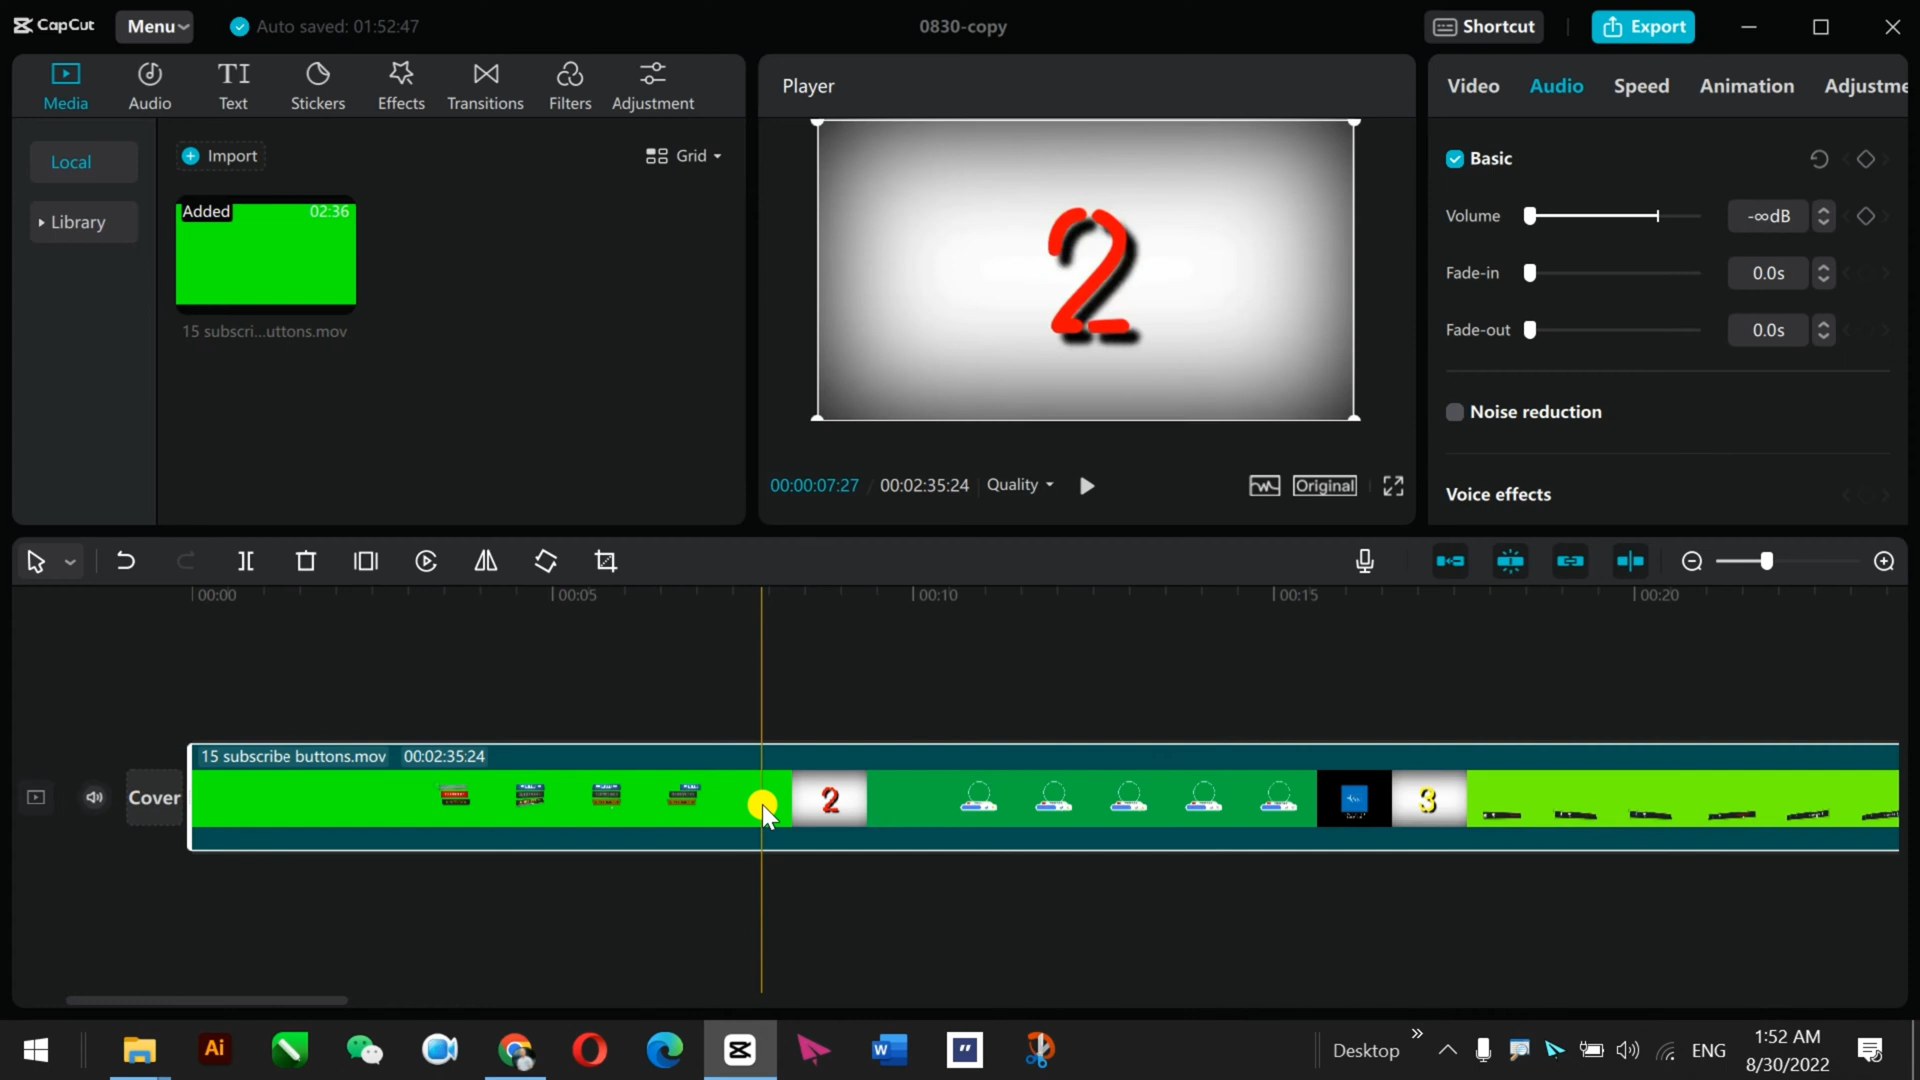 CapCut
Menu
Auto saved: 01:52:47
0830-copy
Shortcut
Export
Media
Audio
TI
Text
Stickers
Effects
Transitions
Filters
Adjustment
Player
Video
Audio
Speed
Animation
Adjustme
Local
Library
Import
Grid
Added
02:36
15 subscri...uttons.mov
2
00:00:07:27 / 00:02:35:24
Quality
Original
Basic
Volume
-∞dB
Fade-in
0.0s
Fade-out
0.0s
Noise reduction
Voice effects
00:00
00:05
00:10
00:15
00:20
15 subscribe buttons.mov 00:02:35:24
Cover
2
3
Ai
W
Desktop
ENG
1:52 AM
8/30/2022